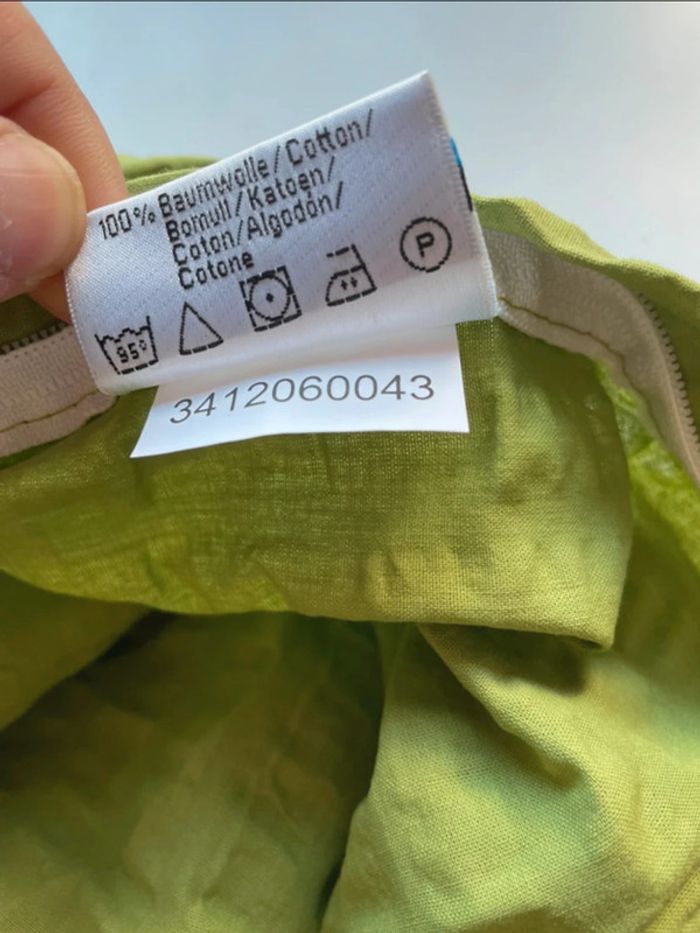 100% Baumwolle/Cotton/
Bomull/Katoen/
Coton/Algodón/
Cotone
95° P
3412060043